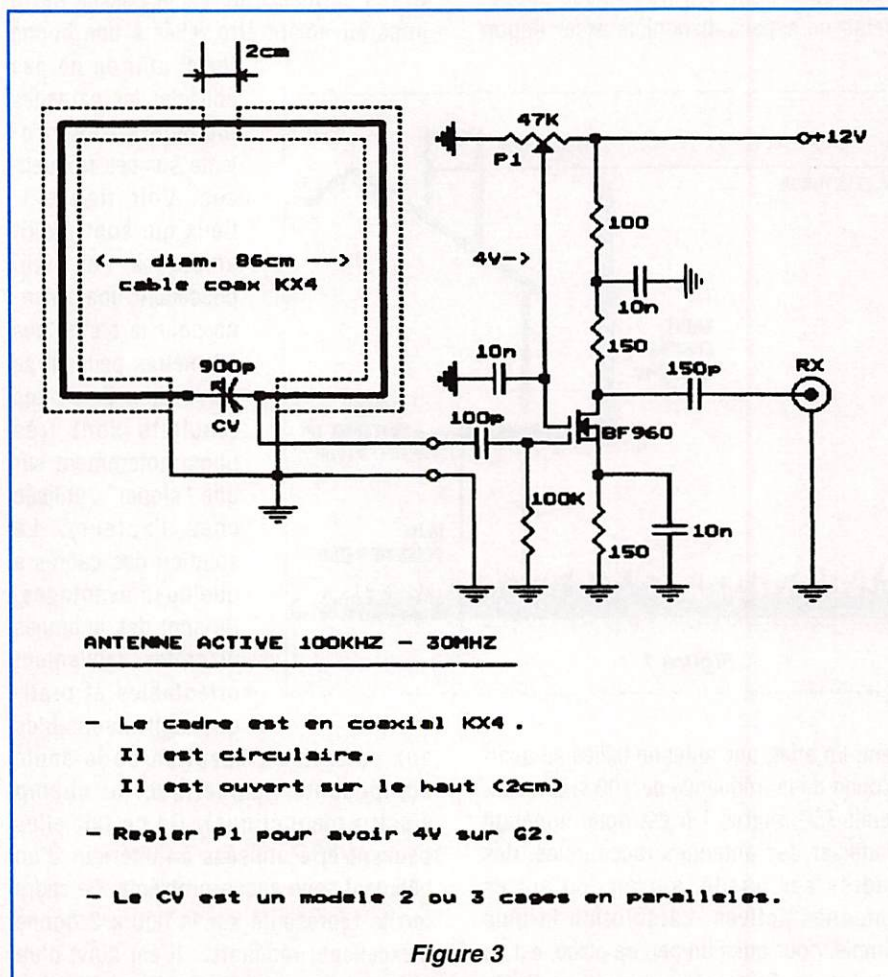 2cm
47K
P1
+12V
100
<-- diam. 86cm -->
cable coax KX4
4V->
10n
150
900p
CV
10n
150p
RX
100p
BF960
100K
150
10n
ANTENNE ACTIVE 100KHZ - 30MHZ
- Le cadre est en coaxial KX4.
Il est circulaire.
Il est ouvert sur le haut (2cm)
- Regler P1 pour avoir 4V sur G2.
- Le CV est un modele 2 ou 3 cages en paralleles.
Figure 3